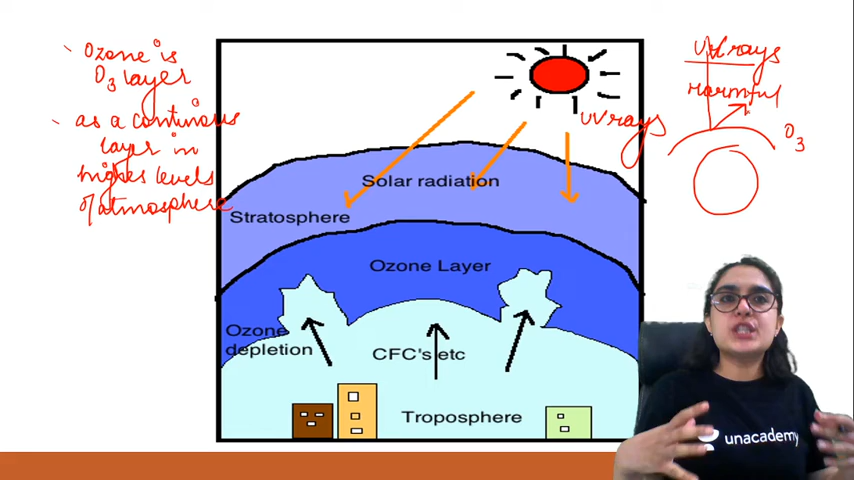 Ozone is
O3 layer
as a continous
layer in
higher levels
of atmosphere
UV rays
harmful
O3
UV rays
Solar radiation
Stratosphere
Ozone Layer
Ozone
depletion
CFC's etc
Troposphere
unacademy